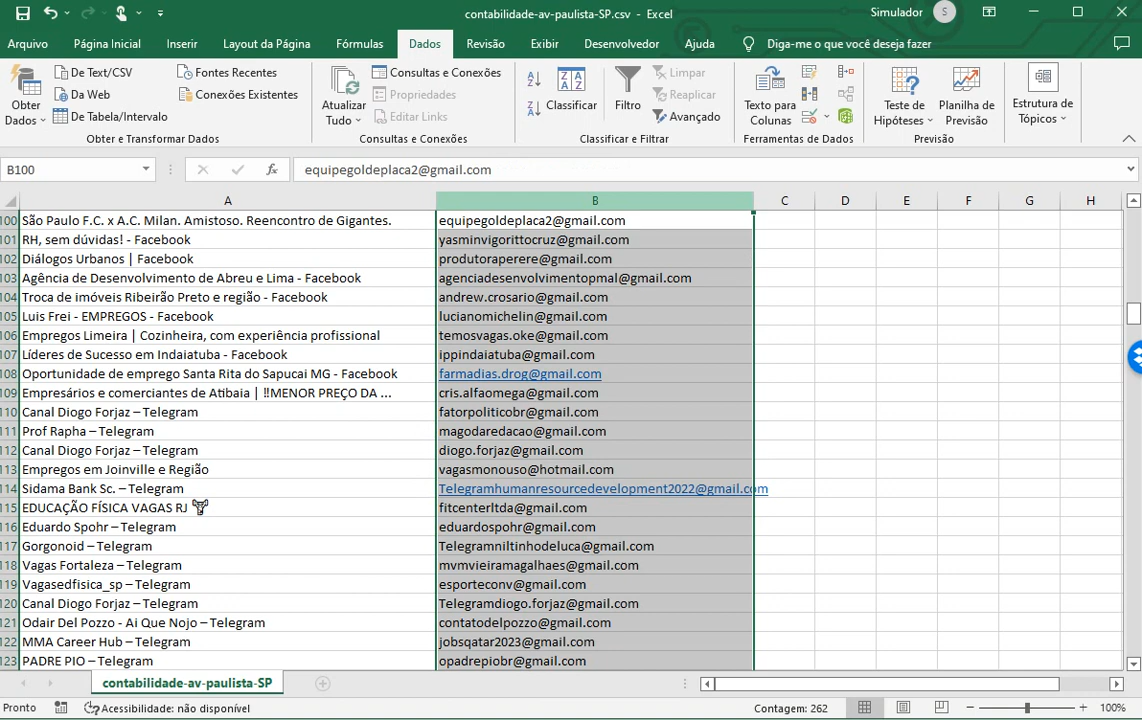 contabilidade-av-paulista-SP.csv - Excel
Simulador
S
Arquivo Página Inicial Inserir Layout da Página Fórmulas Dados Revisão Exibir Desenvolvedor Ajuda Diga-me o que você deseja fazer
Obter Dados
De Text/CSV
Da Web
De Tabela/Intervalo
Fontes Recentes
Conexões Existentes
Obter e Transformar Dados
Atualizar Tudo
Consultas e Conexões
Propriedades
Editar Links
Consultas e Conexões
Classificar
Filtro
Limpar
Reaplicar
Avançado
Classificar e Filtrar
Texto para Colunas
Ferramentas de Dados
Teste de Hipóteses
Planilha de Previsão
Previsão
Estrutura de Tópicos
B100
fx
equipegoldeplaca2@gmail.com
A B C D E F G H
100 São Paulo F.C. x A.C. Milan. Amistoso. Reencontro de Gigantes. equipegoldeplaca2@gmail.com
101 RH, sem dúvidas! - Facebook yasminvigorittocruz@gmail.com
102 Diálogos Urbanos | Facebook produtoraperere@gmail.com
103 Agência de Desenvolvimento de Abreu e Lima - Facebook agenciadesenvolvimentopmal@gmail.com
104 Troca de imóveis Ribeirão Preto e região - Facebook andrew.crosario@gmail.com
105 Luis Frei - EMPREGOS - Facebook lucianomichelin@gmail.com
106 Empregos Limeira | Cozinheira, com experiência profissional temosvagas.oke@gmail.com
107 Líderes de Sucesso em Indaiatuba - Facebook ippindaiatuba@gmail.com
108 Oportunidade de emprego Santa Rita do Sapucai MG - Facebook farmadias.drog@gmail.com
109 Empresários e comerciantes de Atibaia | ‼MENOR PREÇO DA ... cris.alfaomega@gmail.com
110 Canal Diogo Forjaz – Telegram fatorpoliticobr@gmail.com
111 Prof Rapha – Telegram magodaredacao@gmail.com
112 Canal Diogo Forjaz – Telegram diogo.forjaz@gmail.com
113 Empregos em Joinville e Região vagasmonouso@hotmail.com
114 Sidama Bank Sc. – Telegram Telegramhumanresourcedevelopment2022@gmail.com
115 EDUCAÇÃO FÍSICA VAGAS RJ fitcenterltda@gmail.com
116 Eduardo Spohr – Telegram eduardospohr@gmail.com
117 Gorgonoid – Telegram Telegramniltinhodeluca@gmail.com
118 Vagas Fortaleza – Telegram mvmvieiramagalhaes@gmail.com
119 Vagasedfisica_sp – Telegram esporteconv@gmail.com
120 Canal Diogo Forjaz – Telegram Telegramdiogo.forjaz@gmail.com
121 Odair Del Pozzo - Ai Que Nojo – Telegram contatodelpozzo@gmail.com
122 MMA Career Hub – Telegram jobsqatar2023@gmail.com
123 PADRE PIO – Telegram opadrepiobr@gmail.com
contabilidade-av-paulista-SP
Pronto Acessibilidade: não disponível Contagem: 262 100%